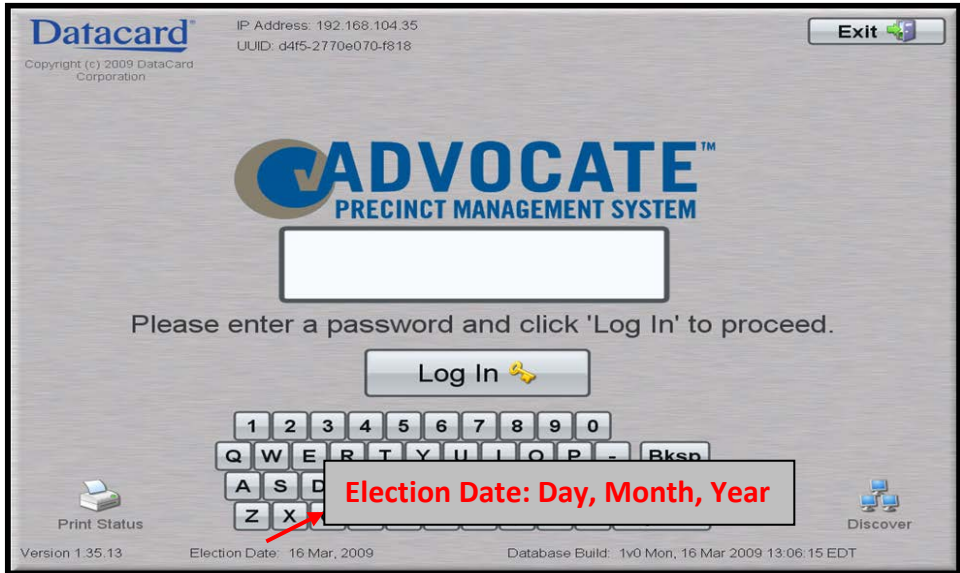 Datacard®
Copyright (c) 2009 DataCard
Corporation
IP Address: 192.168.104.35
UUID: d4f5-2770e070-f818
Exit
ADVOCATE™
PRECINCT MANAGEMENT SYSTEM
Please enter a password and click 'Log In' to proceed.
Log In
1 2 3 4 5 6 7 8 9 0
Q W E R T Y U I O P - Bksp
A S D
Z X
Election Date: Day, Month, Year
Print Status
Discover
Version 1.35.13
Election Date: 16 Mar, 2009
Database Build: 1v0 Mon, 16 Mar 2009 13:06:15 EDT